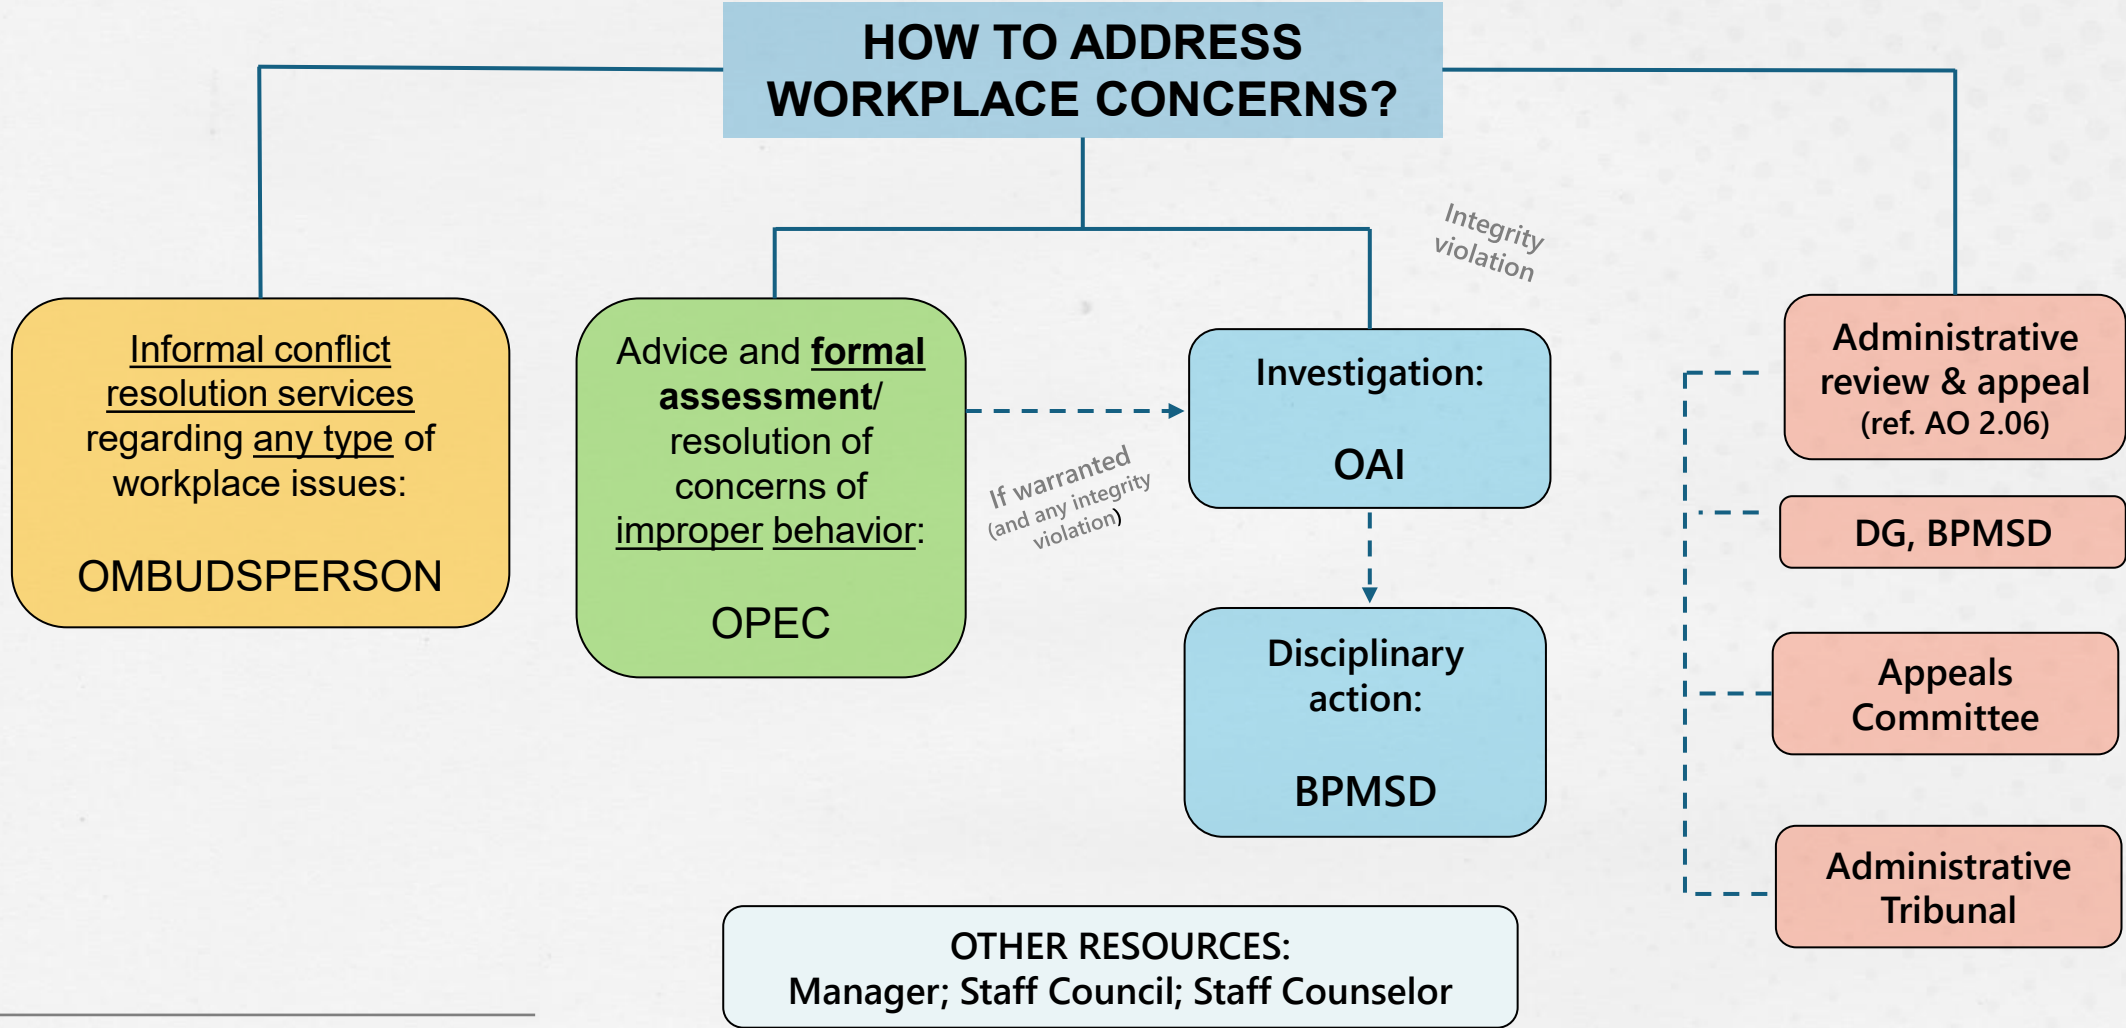 HOW TO ADDRESS
WORKPLACE CONCERNS?
Informal conflict
resolution services
regarding any type of
workplace issues:
OMBUDSPERSON
Advice and formal
assessment/
resolution of
concerns of
improper behavior:
OPEC
If warranted
(and any integrity
violation)
Integrity
violation
Investigation:
OAI
Disciplinary
action:
BPMSD
Administrative
review & appeal
(ref. AO 2.06)
DG, BPMSD
Appeals
Committee
Administrative
Tribunal
OTHER RESOURCES:
Manager; Staff Council; Staff Counselor